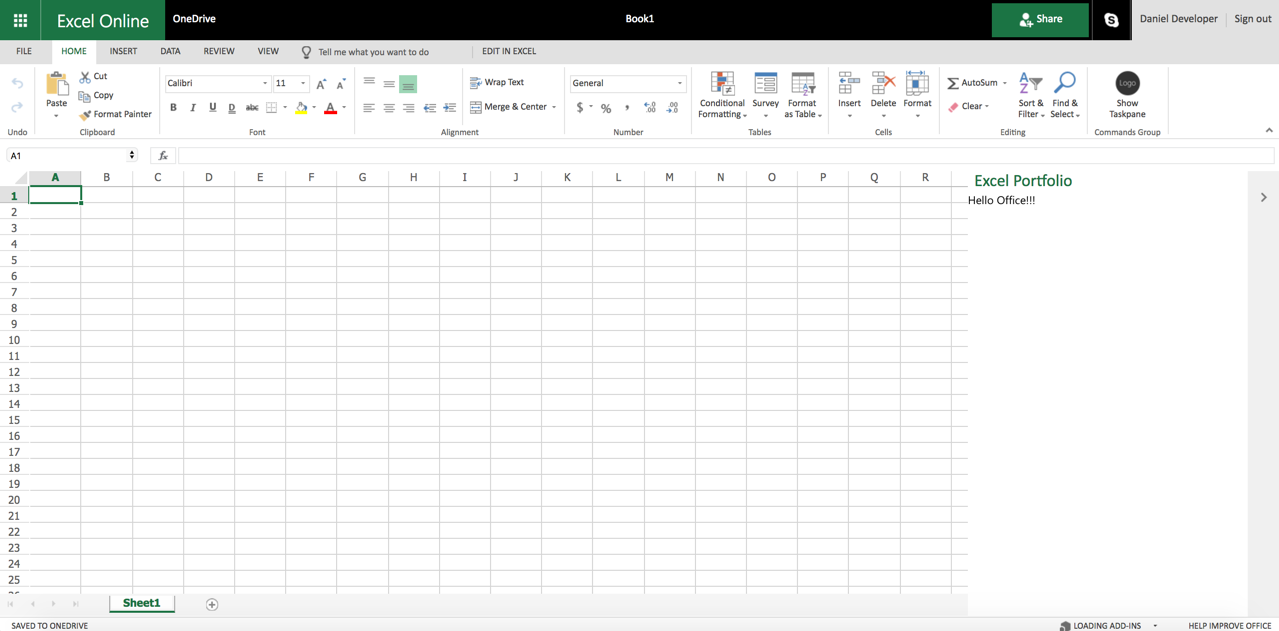 Excel Online OneDrive Book1 Share Daniel Developer Sign out
FILE HOME INSERT DATA REVIEW VIEW Tell me what you want to do EDIT IN EXCEL
Cut
Copy
Format Painter
Paste
Calibri 11
B I U D abc A
Wrap Text
Merge & Center
General
$ % , .00 .00
Conditional Formatting
Survey
Format as Table
Insert
Delete
Format
AutoSum
Clear
Sort & Filter
Find & Select
Logo
Show Taskpane
Undo Clipboard Font Alignment Number Tables Cells Editing Commands Group
A1 fx
A B C D E F G H I J K L M N O P Q R
Excel Portfolio
Hello Office!!!
1
2
3
4
5
6
7
8
9
10
11
12
13
14
15
16
17
18
19
20
21
22
23
24
25
Sheet1
SAVED TO ONEDRIVE LOADING ADD-INS HELP IMPROVE OFFICE